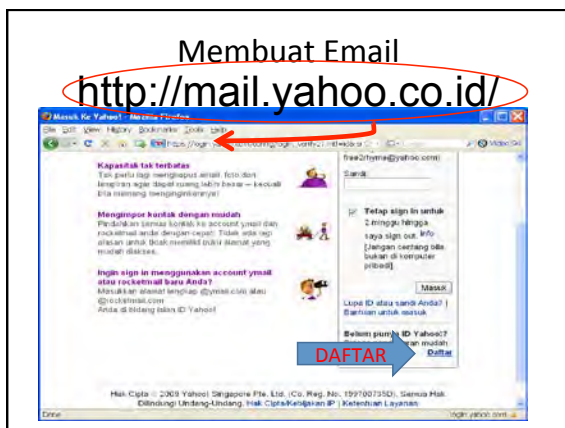 Membuat Email
http://mail.yahoo.co.id/
Masuk Ke Yahoo! - Mozilla Firefox
File Edit View History Bookmarks Tools Help
Kapasitas tak terbatas
Tak perlu lagi menghapus email, foto dan
lampiran agar dapat ruang lebih besar — kecuali
bila memang menginginkannya!
Mengimpor kontak dengan mudah
Pindahkan semua kontak ke account ymail dan
rocketmail anda dengan cepat. Tidak ada lagi
alasan untuk tidak memiliki buku alamat yang
mudah diakses.
Ingin sign in menggunakan account ymail
atau rocketmail baru Anda?
Masukkan alamat lengkap @ymail.com atau
@rocketmail.com
Anda di bidang isian ID Yahoo!
free2rhyme@yahoo.com)
Sandi
Tetap sign in untuk
2 minggu hingga
saya sign out. Info
[Jangan centang bila
bukan di komputer
pribadi]
Masuk
Lupa ID atau sandi Anda? |
Bantuan untuk masuk
Belum punya ID Yahoo!?
mudah
Daftar
DAFTAR
Hak Cipta © 2009 Yahoo! Singapore Pte. Ltd. (Co. Reg. No. 199700735D). Semua Hak
Dilindungi Undang-Undang. Hak Cipta/Kebijakan IP | Ketentuan Layanan
Done
login.yahoo.com